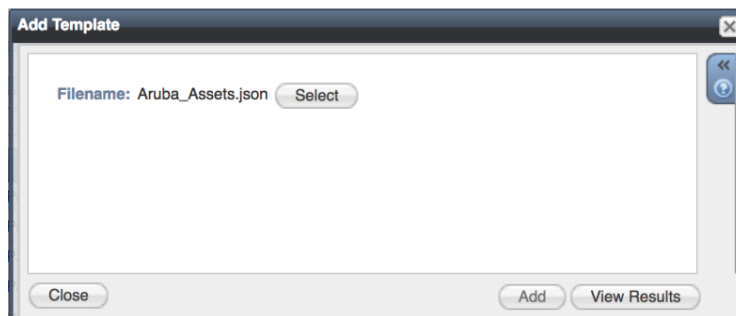 Add Template
Filename: Aruba_Assets.json Select
Close Add View Results